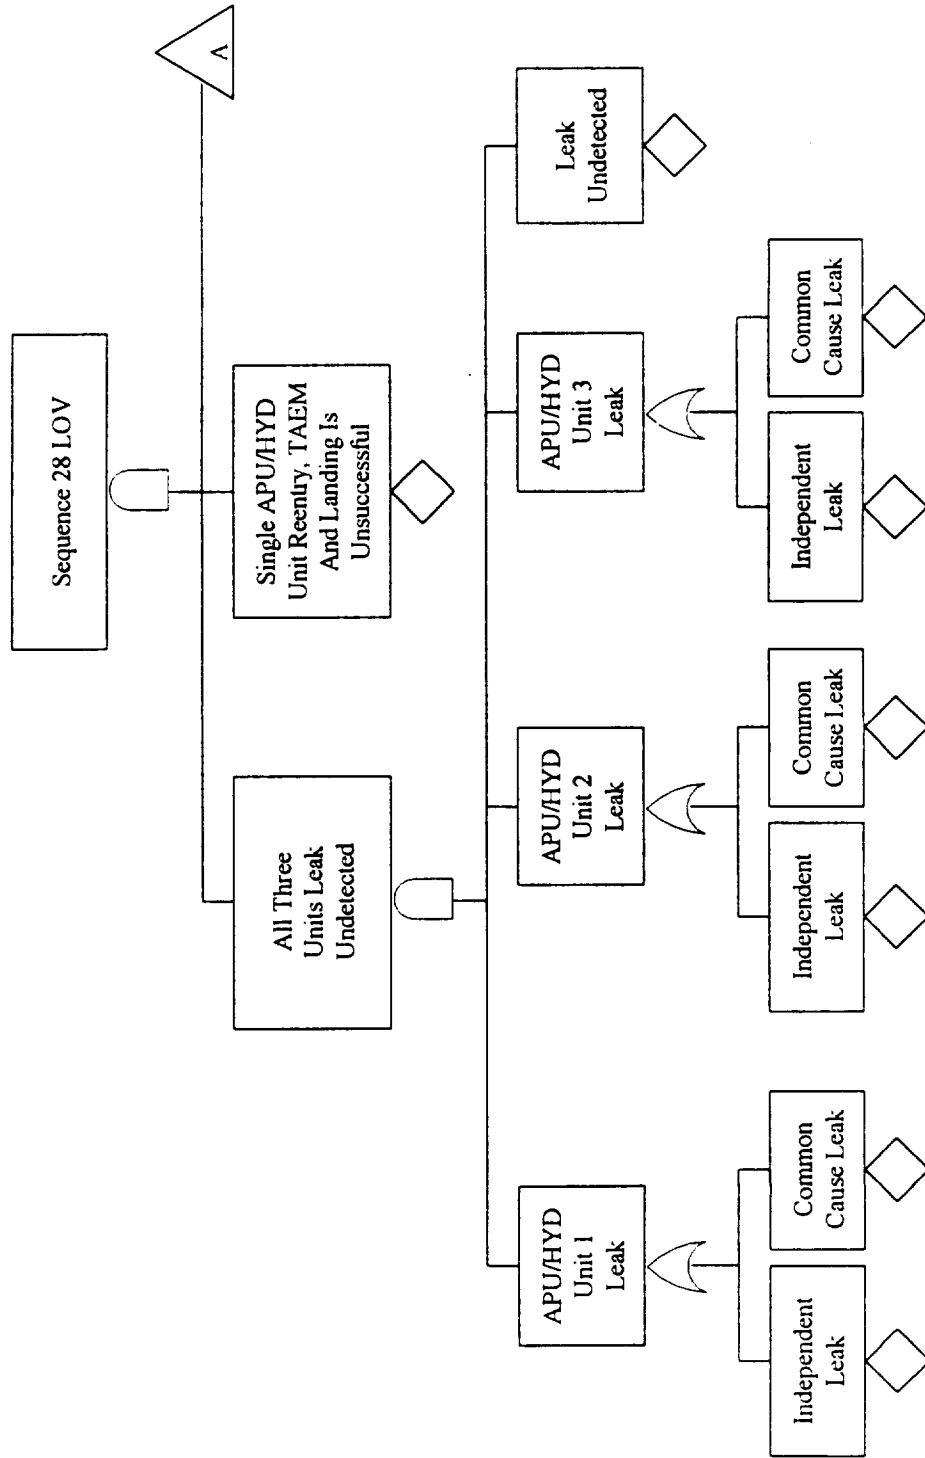 Sequence 28 LOV
All Three
Units Leak
Undetected
Single APU/HYD
Unit Reentry, TAEM
And Landing Is
Unsuccessful
A
APU/HYD
Unit 1
Leak
APU/HYD
Unit 2
Leak
APU/HYD
Unit 3
Leak
Leak
Undetected
Independent
Leak
Common
Cause Leak
Independent
Leak
Common
Cause Leak
Independent
Leak
Common
Cause Leak